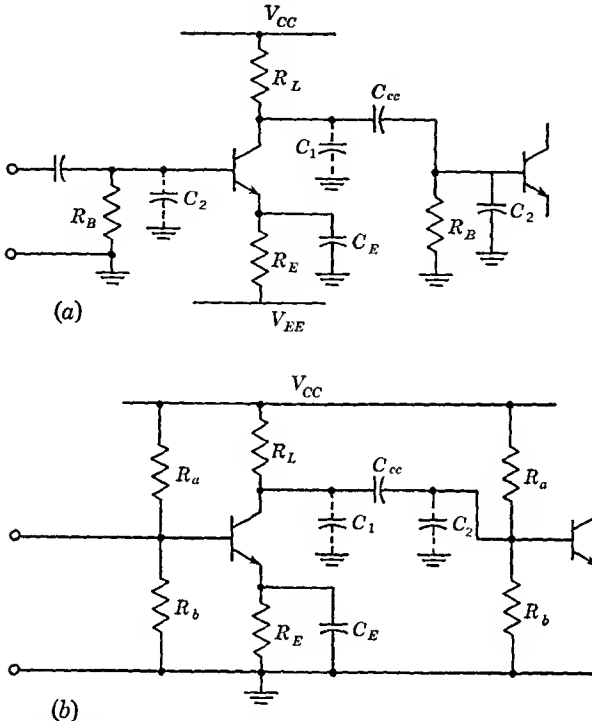 V_CC
R_L
C_cc
C_1
C_2
R_B
R_E
C_E
R_B
C_2
V_EE
(a)
V_CC
R_a
R_L
C_cc
R_a
C_1
C_2
R_b
R_E
C_E
R_b
(b)